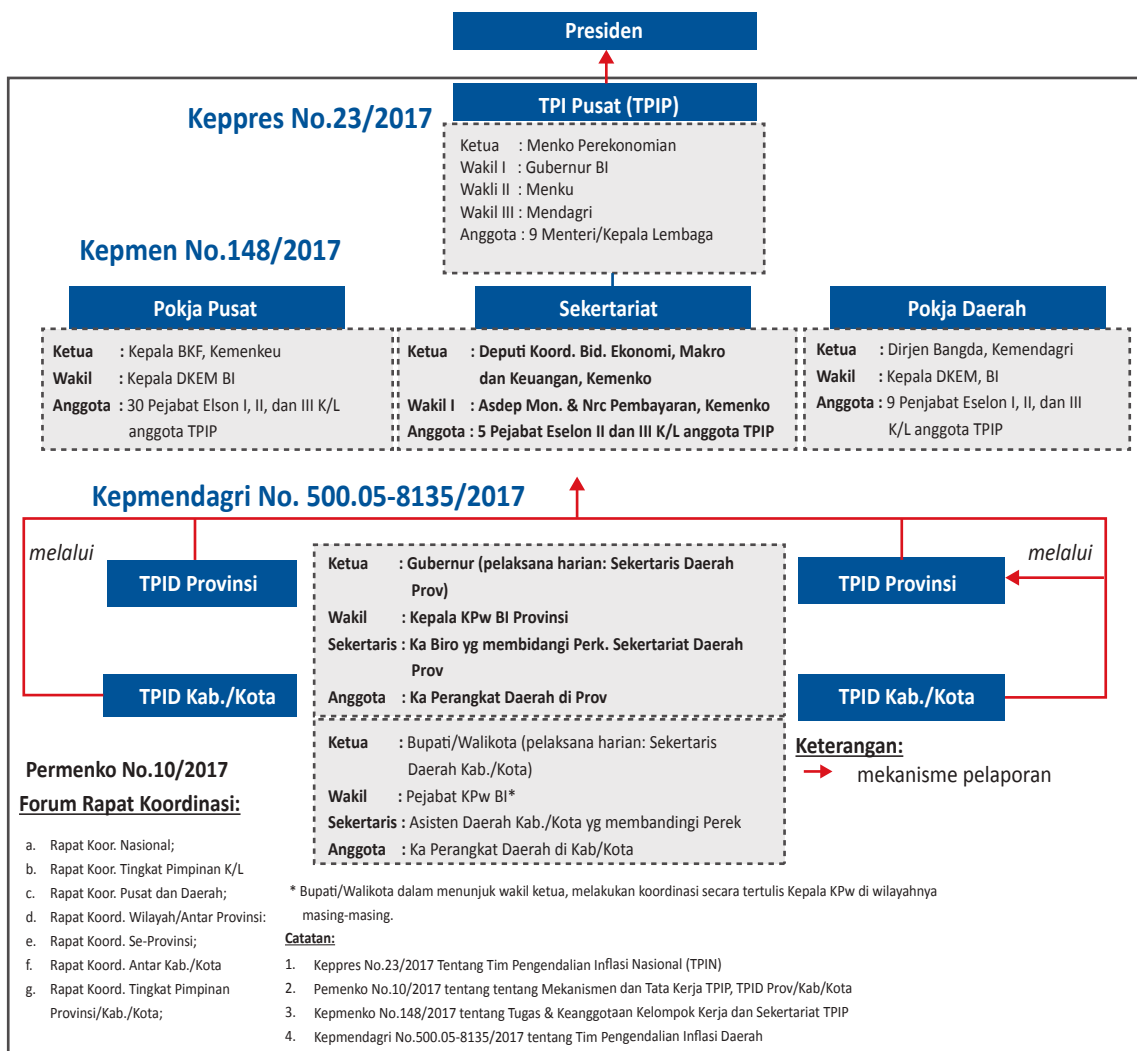 Presiden
Keppres No.23/2017
TPI Pusat (TPIP)
Ketua : Menko Perekonomian
Wakil I : Gubernur BI
Wakli II : Menku
Wakil III : Mendagri
Anggota : 9 Menteri/Kepala Lembaga
Kepmen No.148/2017
Pokja Pusat
Ketua : Kepala BKF, Kemenkeu
Wakil : Kepala DKEM BI
Anggota : 30 Pejabat Elson I, II, dan III K/L
anggota TPIP
Sekertariat
Ketua : Deputi Koord. Bid. Ekonomi, Makro
dan Keuangan, Kemenko
Wakil I : Asdep Mon. & Nrc Pembayaran, Kemenko
Anggota : 5 Pejabat Eselon II dan III K/L anggota TPIP
Pokja Daerah
Ketua : Dirjen Bangda, Kemendagri
Wakil : Kepala DKEM, BI
Anggota : 9 Penjabat Eselon I, II, dan III
K/L anggota TPIP
Kepmendagri No. 500.05-8135/2017
melalui
TPID Provinsi
TPID Kab./Kota
Ketua : Gubernur (pelaksana harian: Sekertaris Daerah
Prov)
Wakil : Kepala KPw BI Provinsi
Sekertaris : Ka Biro yg membidangi Perk. Sekertariat Daerah
Prov
Anggota : Ka Perangkat Daerah di Prov
Ketua : Bupati/Walikota (pelaksana harian: Sekertaris
Daerah Kab./Kota)
Wakil : Pejabat KPw BI*
Sekertaris : Asisten Daerah Kab./Kota yg membandingi Perek
Anggota : Ka Perangkat Daerah di Kab/Kota
melalui
TPID Provinsi
TPID Kab./Kota
Keterangan:
mekanisme pelaporan
Permenko No.10/2017
Forum Rapat Koordinasi:
a. Rapat Koor. Nasional;
b. Rapat Koor. Tingkat Pimpinan K/L
c. Rapat Koor. Pusat dan Daerah;
d. Rapat Koord. Wilayah/Antar Provinsi:
e. Rapat Koord. Se-Provinsi;
f. Rapat Koord. Antar Kab./Kota
g. Rapat Koord. Tingkat Pimpinan
Provinsi/Kab./Kota;
* Bupati/Walikota dalam menunjuk wakil ketua, melakukan koordinasi secara tertulis Kepala KPw di wilayahnya
masing-masing.
Catatan:
1. Keppres No.23/2017 Tentang Tim Pengendalian Inflasi Nasional (TPIN)
2. Pemenko No.10/2017 tentang tentang Mekanismen dan Tata Kerja TPIP, TPID Prov/Kab/Kota
3. Kepmenko No.148/2017 tentang Tugas & Keanggotaan Kelompok Kerja dan Sekertariat TPIP
4. Kepmendagri No.500.05-8135/2017 tentang Tim Pengendalian Inflasi Daerah